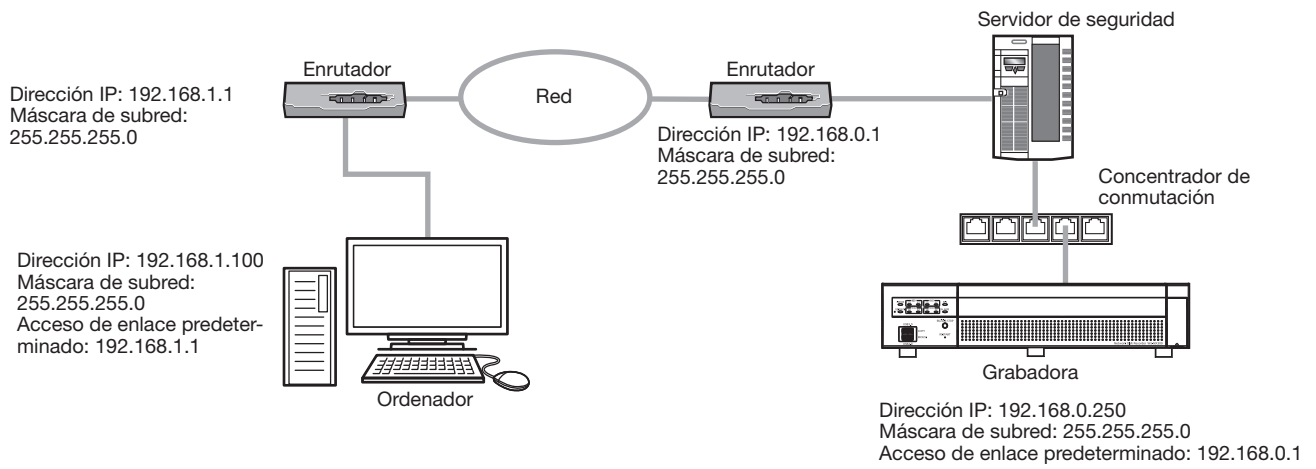 Servidor de seguridad
Enrutador
Red
Enrutador
Dirección IP: 192.168.1.1
Máscara de subred:
255.255.255.0
Dirección IP: 192.168.0.1
Máscara de subred:
255.255.255.0
Concentrador de
conmutación
Dirección IP: 192.168.1.100
Máscara de subred:
255.255.255.0
Acceso de enlace predeter-
minado: 192.168.1.1
Ordenador
Grabadora
Dirección IP: 192.168.0.250
Máscara de subred: 255.255.255.0
Acceso de enlace predeterminado: 192.168.0.1